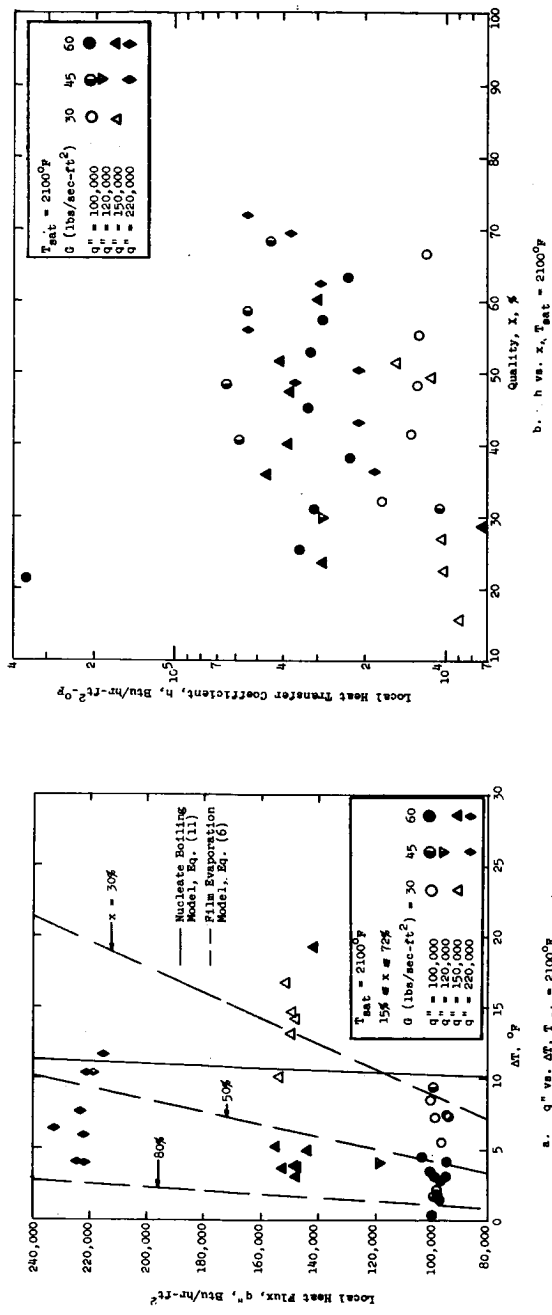 240,000
220,000
200,000
180,000
160,000
140,000
120,000
100,000
80,000
Local Heat Flux, q", Btu/hr-ft²
0
5
10
15
20
25
30
ΔT, °F
80%
50%
x = 30%
Nucleate Boiling
Model, Eq. (11)
Film Evaporation
Model, Eq. (6)
Tsat = 2100°F
15% ≤ x ≤ 72%
G (lbs/sec-ft²) = 30 45 60
q" = 100,000
q" = 120,000
q" = 150,000
q" = 220,000
a. q" vs. ΔT,
= 2100°F
4
2
10⁵
7
5
4
3
2
10⁴
7
Local Heat Transfer Coefficient, h, Btu/hr-ft²-°F
10
20
30
40
50
60
70
80
90
100
Quality, X, %
Tsat = 2100°F
G (lbs/sec-ft²) 30 45 60
q" = 100,000
q" = 120,000
q" = 150,000
q" = 220,000
b. h vs. x, Tsat = 2100°F